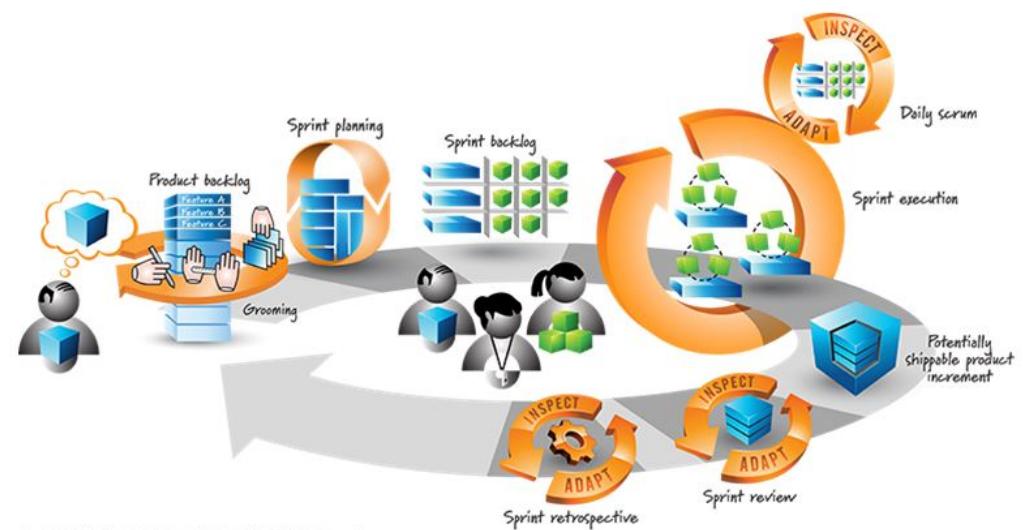 INSPECT
ADAPT
Daily scrum
Sprint planning
Sprint backlog
Product backlog
Feature A
Feature B
Feature C
Sprint execution
Grooming
Potentially
shippable product
increment
INSPECT
ADAPT
Sprint review
INSPECT
ADAPT
Sprint retrospective